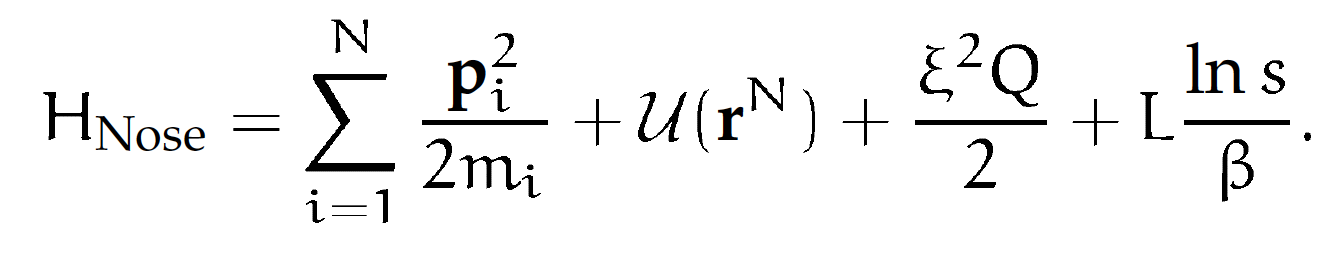 H_Nose = \sum_{i=1}^{N} \frac{\mathbf{p}_i^2}{2m_i} + \mathcal{U}(\mathbf{r}^N) + \frac{\xi^2 Q}{2} + L \frac{\ln s}{\beta}.